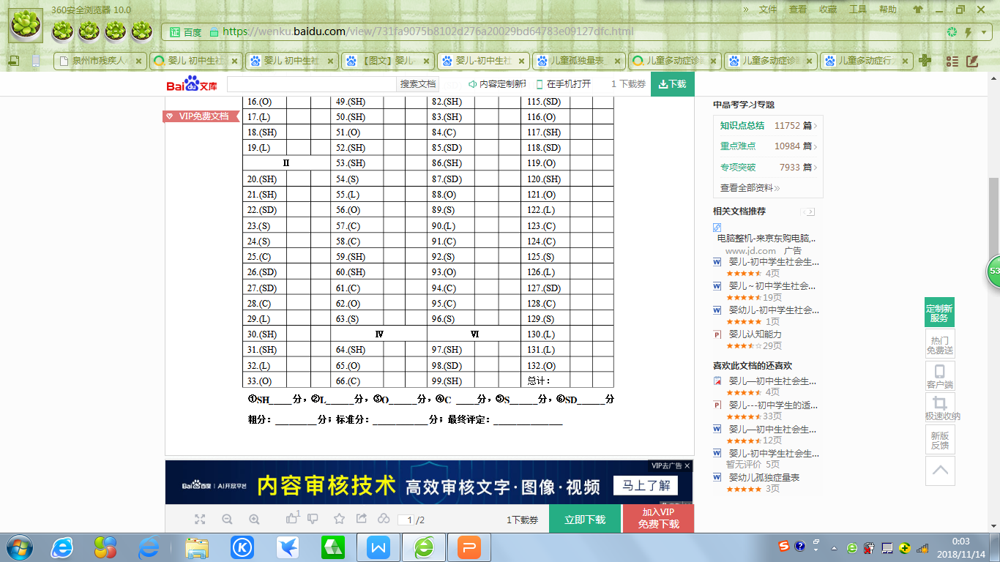 360安全浏览器 10.0
» 文件 查看 收藏 工具 帮助
证 百度 https://wenku.baidu.com/view/731fa9075b8102d276a20029bd64783e09127dfc.html
泉州市残疾人 婴儿 初中生社 婴儿 初中生社 【图文】婴儿- 婴儿-初中生社 儿童孤独量表_ 儿童多动症诊 儿童多动症诊 儿童多动症行
Bai du 文库 搜索文档 内容定制新 在手机打开 1 下载券 下载
VIP免费文档
16.(O) 49.(SH) 82.(SH) 115.(SD)
17.(L) 50.(SH) 83.(SH) 116.(O)
18.(SH) 51.(O) 84.(C) 117.(SH)
19.(L) 52.(SH) 85.(SD) 118.(SD)
Ⅱ 53.(SH) 86.(SH) 119.(O)
20.(SH) 54.(S) 87.(SD) 120.(SH)
21.(SH) 55.(L) 88.(O) 121.(O)
22.(SD) 56.(O) 89.(S) 122.(L)
23.(S) 57.(C) 90.(L) 123.(C)
24.(S) 58.(C) 91.(C) 124.(C)
25.(C) 59.(SH) 92.(S) 125.(S)
26.(SD) 60.(SH) 93.(O) 126.(L)
27.(SD) 61.(C) 94.(C) 127.(SD)
28.(C) 62.(O) 95.(C) 128.(C)
29.(L) 63.(S) 96.(S) 129.(S)
30.(SH) Ⅳ Ⅵ 130.(L)
31.(SH) 64.(SH) 97.(SH) 131.(L)
32.(L) 65.(O) 98.(SD) 132.(O)
33.(O) 66.(C) 99.(SH) 总计：
①SH_____分，②L______分，③O______分，④C ____分，⑤S______分，⑥SD______分
粗分：_________分；标准分：____________分；最终评定：_______________
中高考学习专题
知识点总结 11752 篇
重点难点 10984 篇
专项突破 7933 篇
查看全部资料»
相关文档推荐
电脑整机-来京东购电脑,..
www.jd.com 广告
婴儿-初中学生社会生...
4页
婴儿～初中学生社会...
19页
婴幼儿-初中学生社会...
1页
婴儿认知能力
29页
喜欢此文档的还喜欢
婴儿—初中生社会生...
4页
婴儿---初中学生的适...
33页
婴儿—初中生社会生...
12页
婴儿-初中学生社会生...
暂无评价 5页
婴幼儿孤独症量表
3页
53
定制新
服务
热门
免费送
客户端
极速收纳
新版
反馈
VIP去广告 ×
Bai du 百度 | AI开放平台 内容审核技术 高效审核文字·图像·视频 马上了解
1 1 /2 1下载券 立即下载 加入VIP
免费下载
0:03
2018/11/14